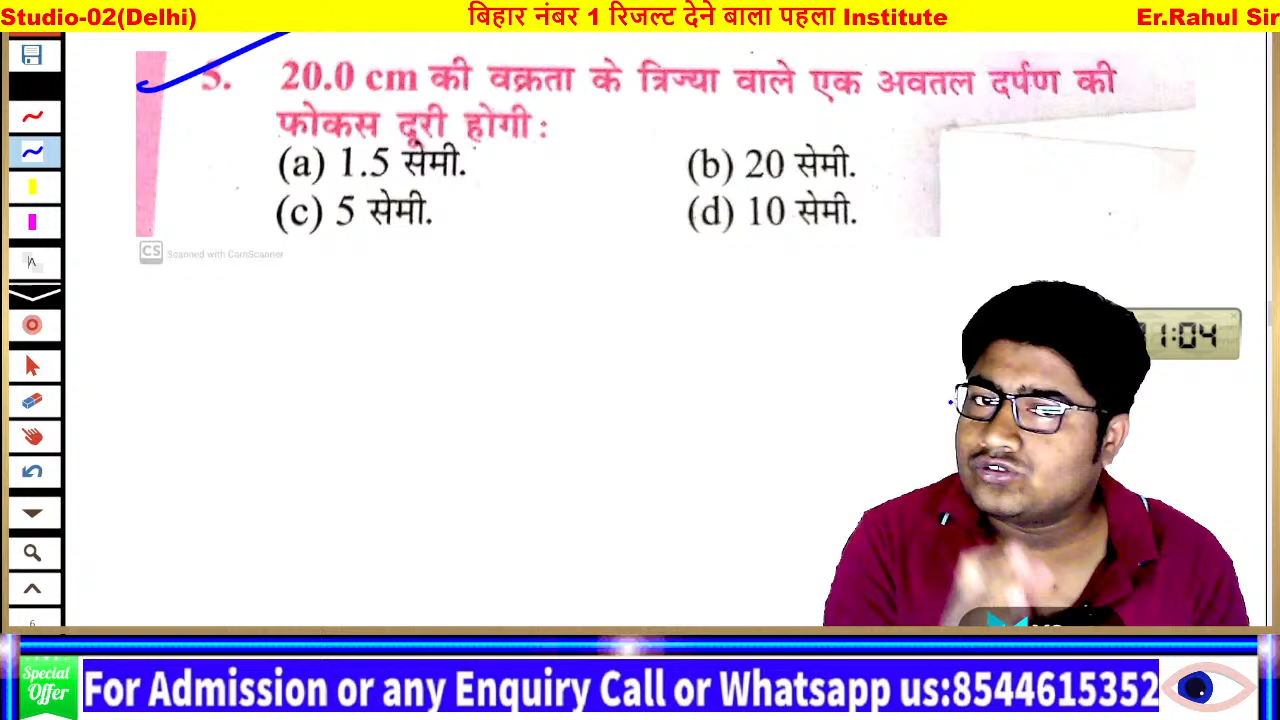 Studio-02(Delhi)
बिहार नंबर 1 रिजल्ट देने बाला पहला Institute
Er.Rahul Sir
5. 20.0 cm की वक्रता के त्रिज्या वाले एक अवतल दर्पण की
फोकस दूरी होगी :
(a) 1.5 सेमी. (b) 20 सेमी.
(c) 5 सेमी. (d) 10 सेमी.
CS Scanned with CamScanner
1:04
6
Special
Offer
For Admission or any Enquiry Call or Whatsapp us:8544615352